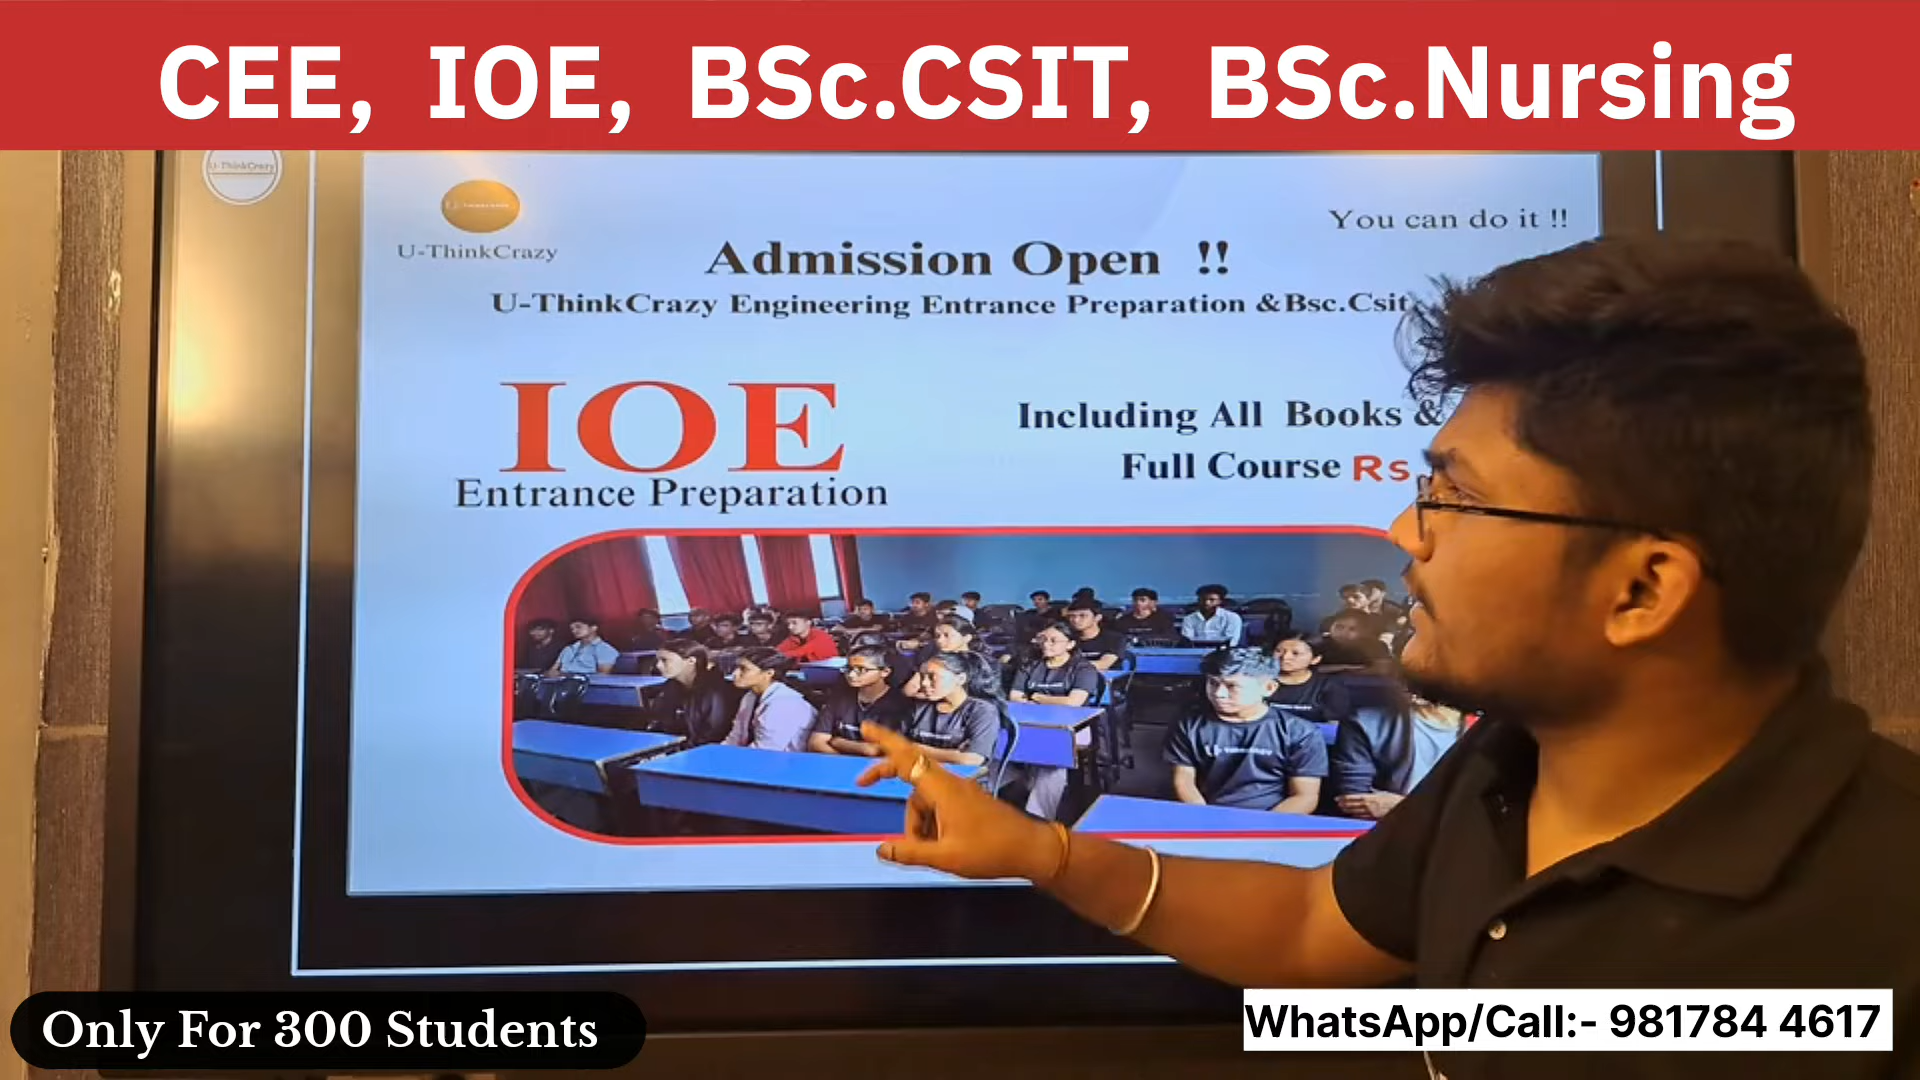 CEE, IOE, BSc.CSIT, BSc.Nursing
U-ThinkCrazy
You can do it !!
U-ThinkCrazy
Admission Open !!
U-ThinkCrazy Engineering Entrance Preparation &Bsc.Csit
IOE
Entrance Preparation
Including All Books &
Full Course Rs.
Only For 300 Students
WhatsApp/Call:- 981784 4617